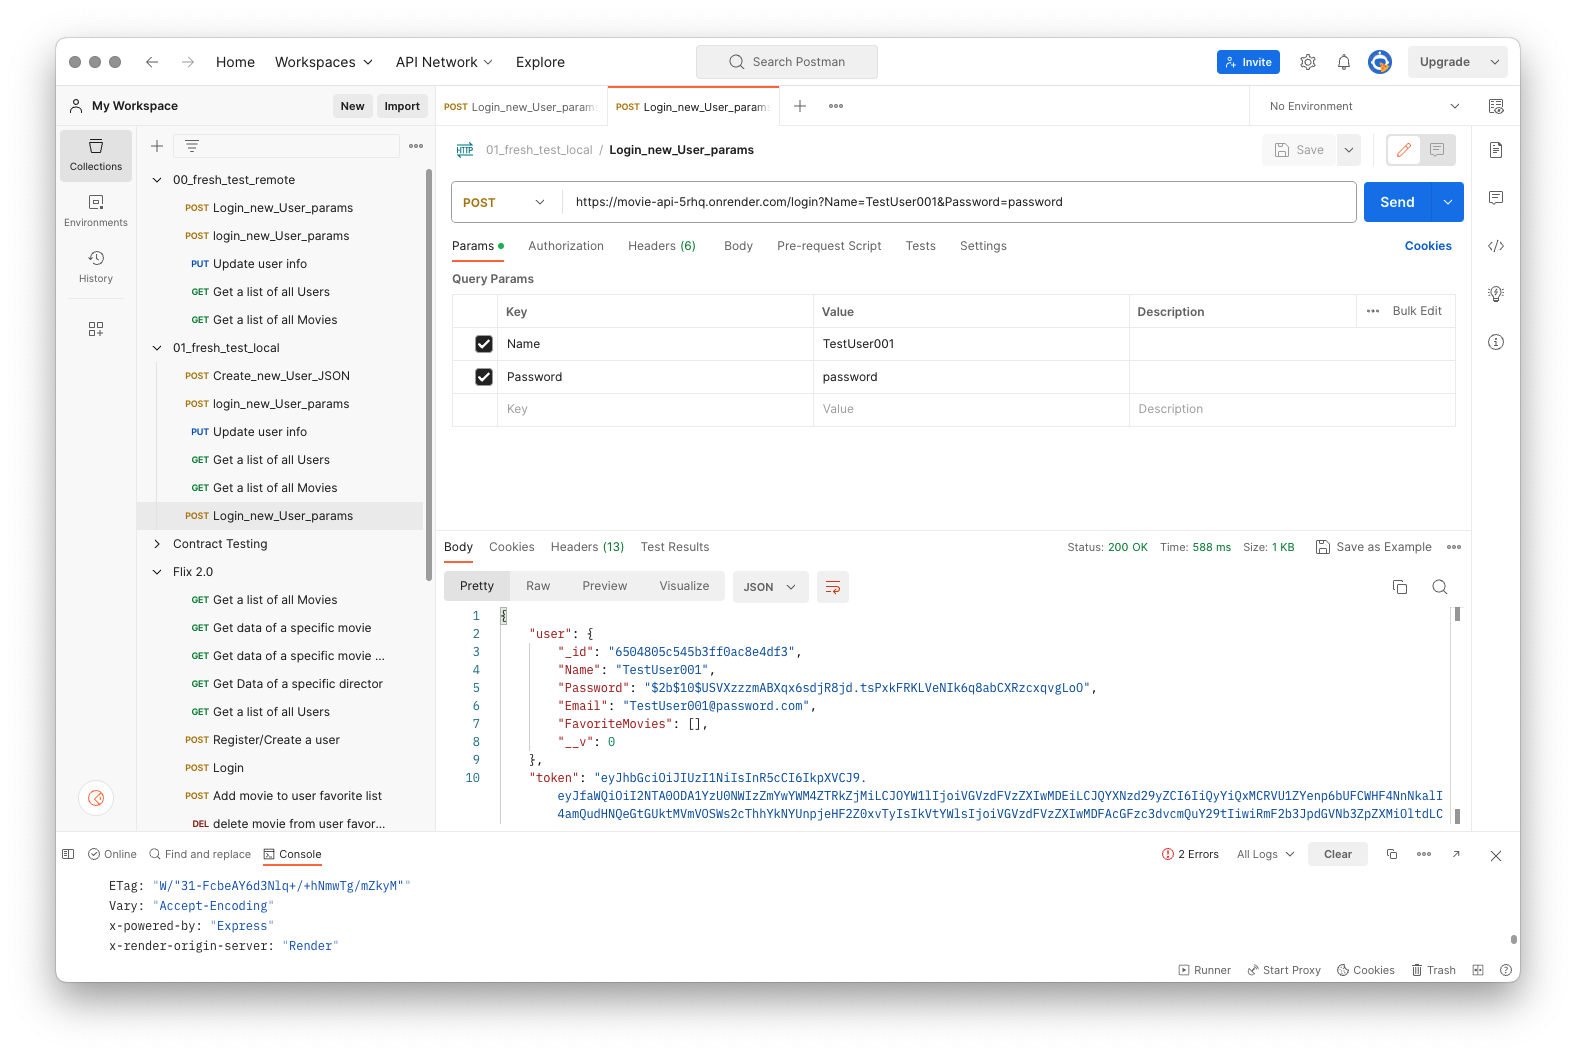 Home Workspaces API Network Explore Search Postman Invite Upgrade
My Workspace New Import POST Login_new_User_params POST Login_new_User_params No Environment
Collections
Environments
History
00_fresh_test_remote
POST Login_new_User_params
POST login_new_User_params
PUT Update user info
GET Get a list of all Users
GET Get a list of all Movies
01_fresh_test_local
POST Create_new_User_JSON
POST login_new_User_params
PUT Update user info
GET Get a list of all Users
GET Get a list of all Movies
POST Login_new_User_params
Contract Testing
Flix 2.0
GET Get a list of all Movies
GET Get data of a specific movie
GET Get data of a specific movie ...
GET Get Data of a specific director
GET Get a list of all Users
POST Register/Create a user
POST Login
POST Add movie to user favorite list
DEL delete movie from user favor...
HTTP 01_fresh_test_local / Login_new_User_params Save
POST https://movie-api-5rhq.onrender.com/login?Name=TestUser001&Password=password Send
Params Authorization Headers (6) Body Pre-request Script Tests Settings Cookies
Query Params
Key Value Description Bulk Edit
Name TestUser001
Password password
Key Value Description
Body Cookies Headers (13) Test Results Status: 200 OK Time: 588 ms Size: 1 KB Save as Example
Pretty Raw Preview Visualize JSON
1 {
2 "user": {
3 "_id": "6504805c545b3ff0ac8e4df3",
4 "Name": "TestUser001",
5 "Password": "$2b$10$USVXzzzmABXqx6sdjR8jd.tsPxkFRKLVeNIk6q8abCXRzcxqvgLoO",
6 "Email": "TestUser001@password.com",
7 "FavoriteMovies": [],
8 "__v": 0
9 },
10 "token": "eyJhbGciOiJIUzI1NiIsInR5cCI6IkpXVCJ9.
eyJfaWQiOiI2NTA0ODA1YzU0NWIzZmYwYWM4ZTRkZjMiLCJOYW1lIjoiVGVzdFVzZXIwMDEiLCJQYXNzd29yZCI6IiQyYiQxMCRVU1ZYenp6bUFCWHF4NnNkalI
4amQudHNQeGtGUktMVmVOSWs2cThhYkNYUnpjeHF2Z0xvTyIsIkVtYWlsIjoiVGVzdFVzZXIwMDFAcGFzc3dvcmQuY29tIiwiRmF2b3JpdGVNb3ZpZXMiOltdLC
Online Find and replace Console 2 Errors All Logs Clear
ETag: "W/"31-FcbeAY6d3Nlq+/+hNmwTg/mZkyM""
Vary: "Accept-Encoding"
x-powered-by: "Express"
x-render-origin-server: "Render"
Runner Start Proxy Cookies Trash